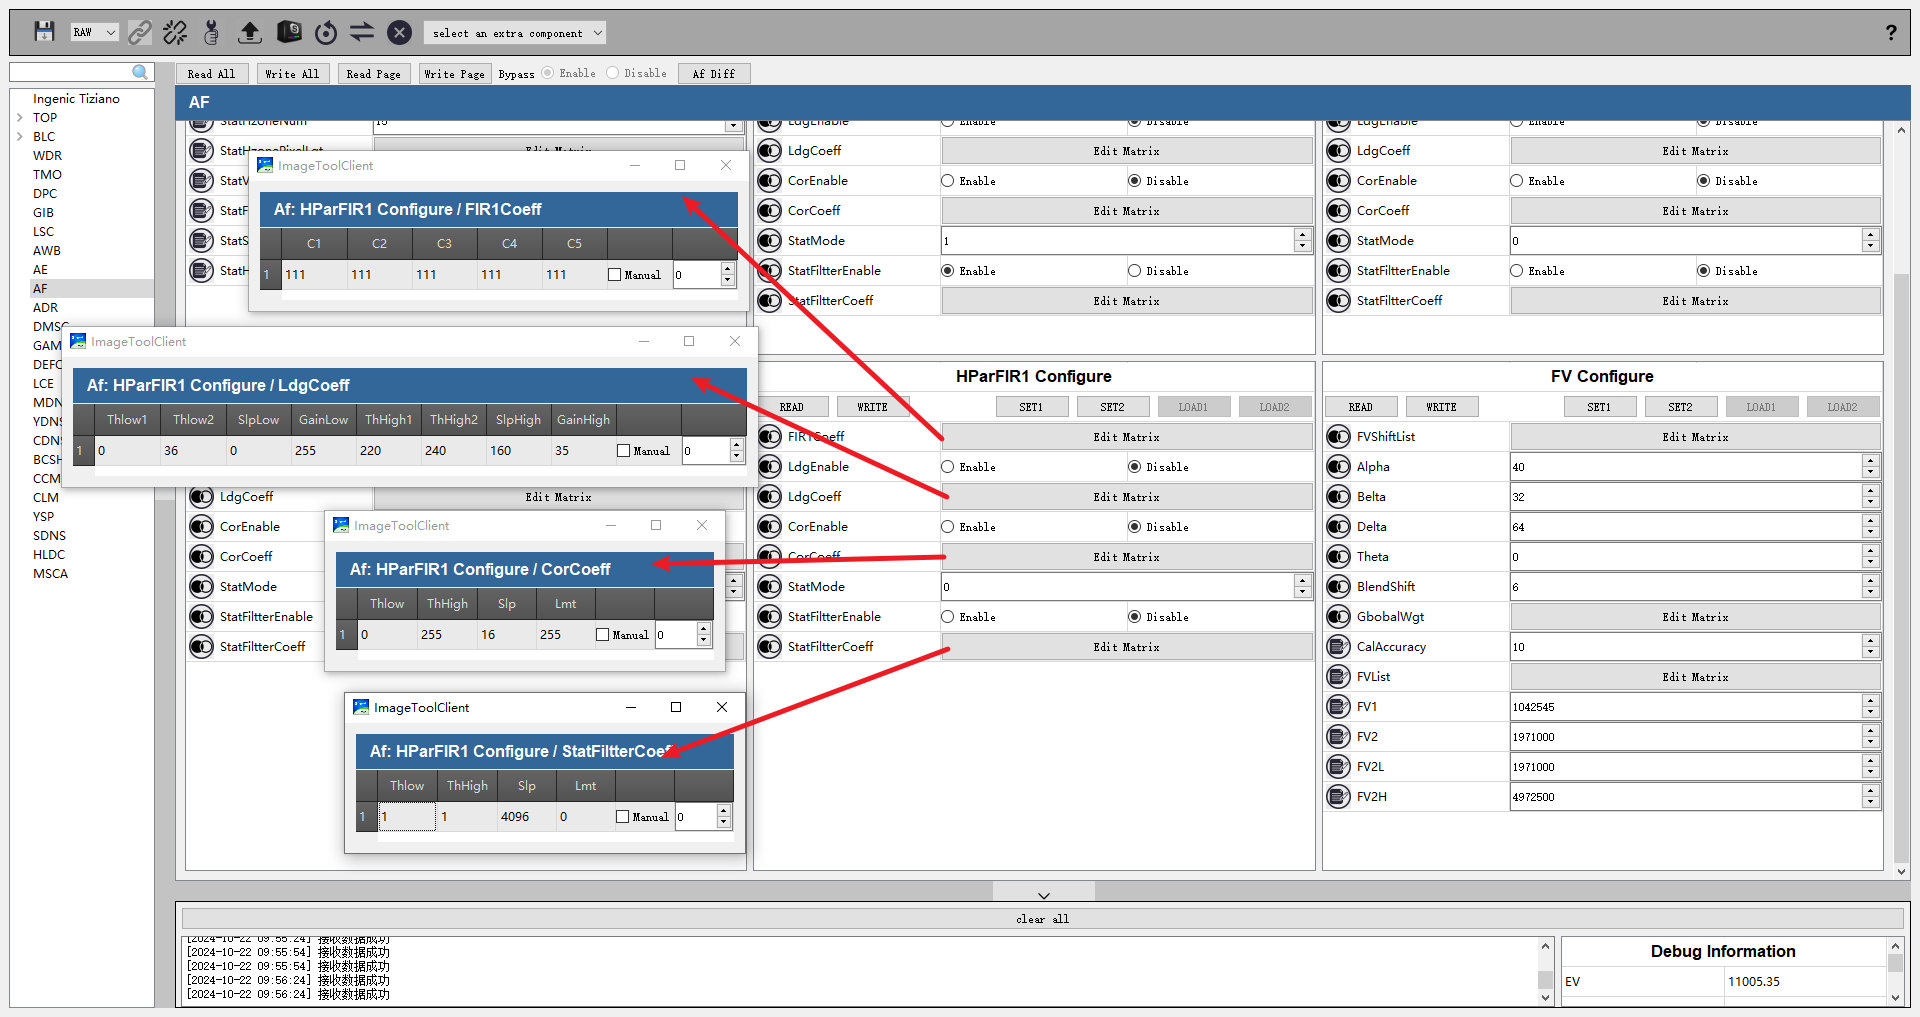 RAW
select an extra component
?
Read All
Write All
Read Page
Write Page
Bypass
Enable
Disable
Af Diff
AF
Ingenic Tiziano
TOP
BLC
WDR
TMO
DPC
GIB
LSC
AWB
AE
AF
ADR
DMSC
GAM
DEFC
LCE
MDN
YDNS
CDNS
BCSH
CCM
CLM
YSP
SDNS
HLDC
MSCA
StatHzoneNum
15
Edit Matrix
StatV
StatF
StatS
StatH
LdgEnable
Enable
Disable
LdgCoeff
Edit Matrix
CorEnable
Enable
Disable
CorCoeff
Edit Matrix
StatMode
1
StatFiltterEnable
Enable
Disable
StatFiltterCoeff
Edit Matrix
LdgEnable
Enable
Disable
LdgCoeff
Edit Matrix
CorEnable
Enable
Disable
CorCoeff
Edit Matrix
StatMode
0
StatFiltterEnable
Enable
Disable
StatFiltterCoeff
Edit Matrix
ImageToolClient
Af: HParFIR1 Configure / FIR1Coeff
C1 C2 C3 C4 C5
1 111 111 111 111 111 Manual 0
ImageToolClient
Af: HParFIR1 Configure / LdgCoeff
Thlow1 Thlow2 SlpLow GainLow ThHigh1 ThHigh2 SlpHigh GainHigh
1 0 36 0 255 220 240 160 35 Manual 0
LdgCoeff
Edit Matrix
CorEnable
CorCoeff
StatMode
StatFiltterEnable
StatFiltterCoeff
ImageToolClient
Af: HParFIR1 Configure / CorCoeff
Thlow ThHigh Slp Lmt
1 0 255 16 255 Manual 0
ImageToolClient
Af: HParFIR1 Configure / StatFiltterCoeff
Thlow ThHigh Slp Lmt
1 1 1 4096 0 Manual 0
HParFIR1 Configure
READ WRITE SET1 SET2 LOAD1 LOAD2
FIR1Coeff
Edit Matrix
LdgEnable
Enable
Disable
LdgCoeff
Edit Matrix
CorEnable
Enable
Disable
CorCoeff
Edit Matrix
StatMode
0
StatFiltterEnable
Enable
Disable
StatFiltterCoeff
Edit Matrix
FV Configure
READ WRITE SET1 SET2 LOAD1 LOAD2
FVShiftList
Edit Matrix
Alpha
40
Belta
32
Delta
64
Theta
0
BlendShift
6
GbobalWgt
Edit Matrix
CalAccuracy
10
FVList
Edit Matrix
FV1
1042545
FV2
1971000
FV2L
1971000
FV2H
4972500
clear all
[2024-10-22 09:55:24] 接收数据成功
[2024-10-22 09:55:54] 接收数据成功
[2024-10-22 09:55:54] 接收数据成功
[2024-10-22 09:56:24] 接收数据成功
[2024-10-22 09:56:24] 接收数据成功
Debug Information
EV
11005.35